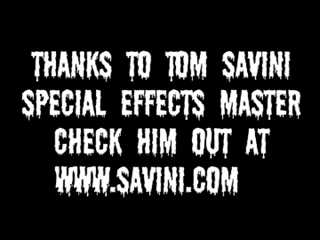 THANKS TO TOM SAVINI
SPECIAL EFFECTS MASTER
CHECK HIM OUT AT
WWW.SAVINI.COM